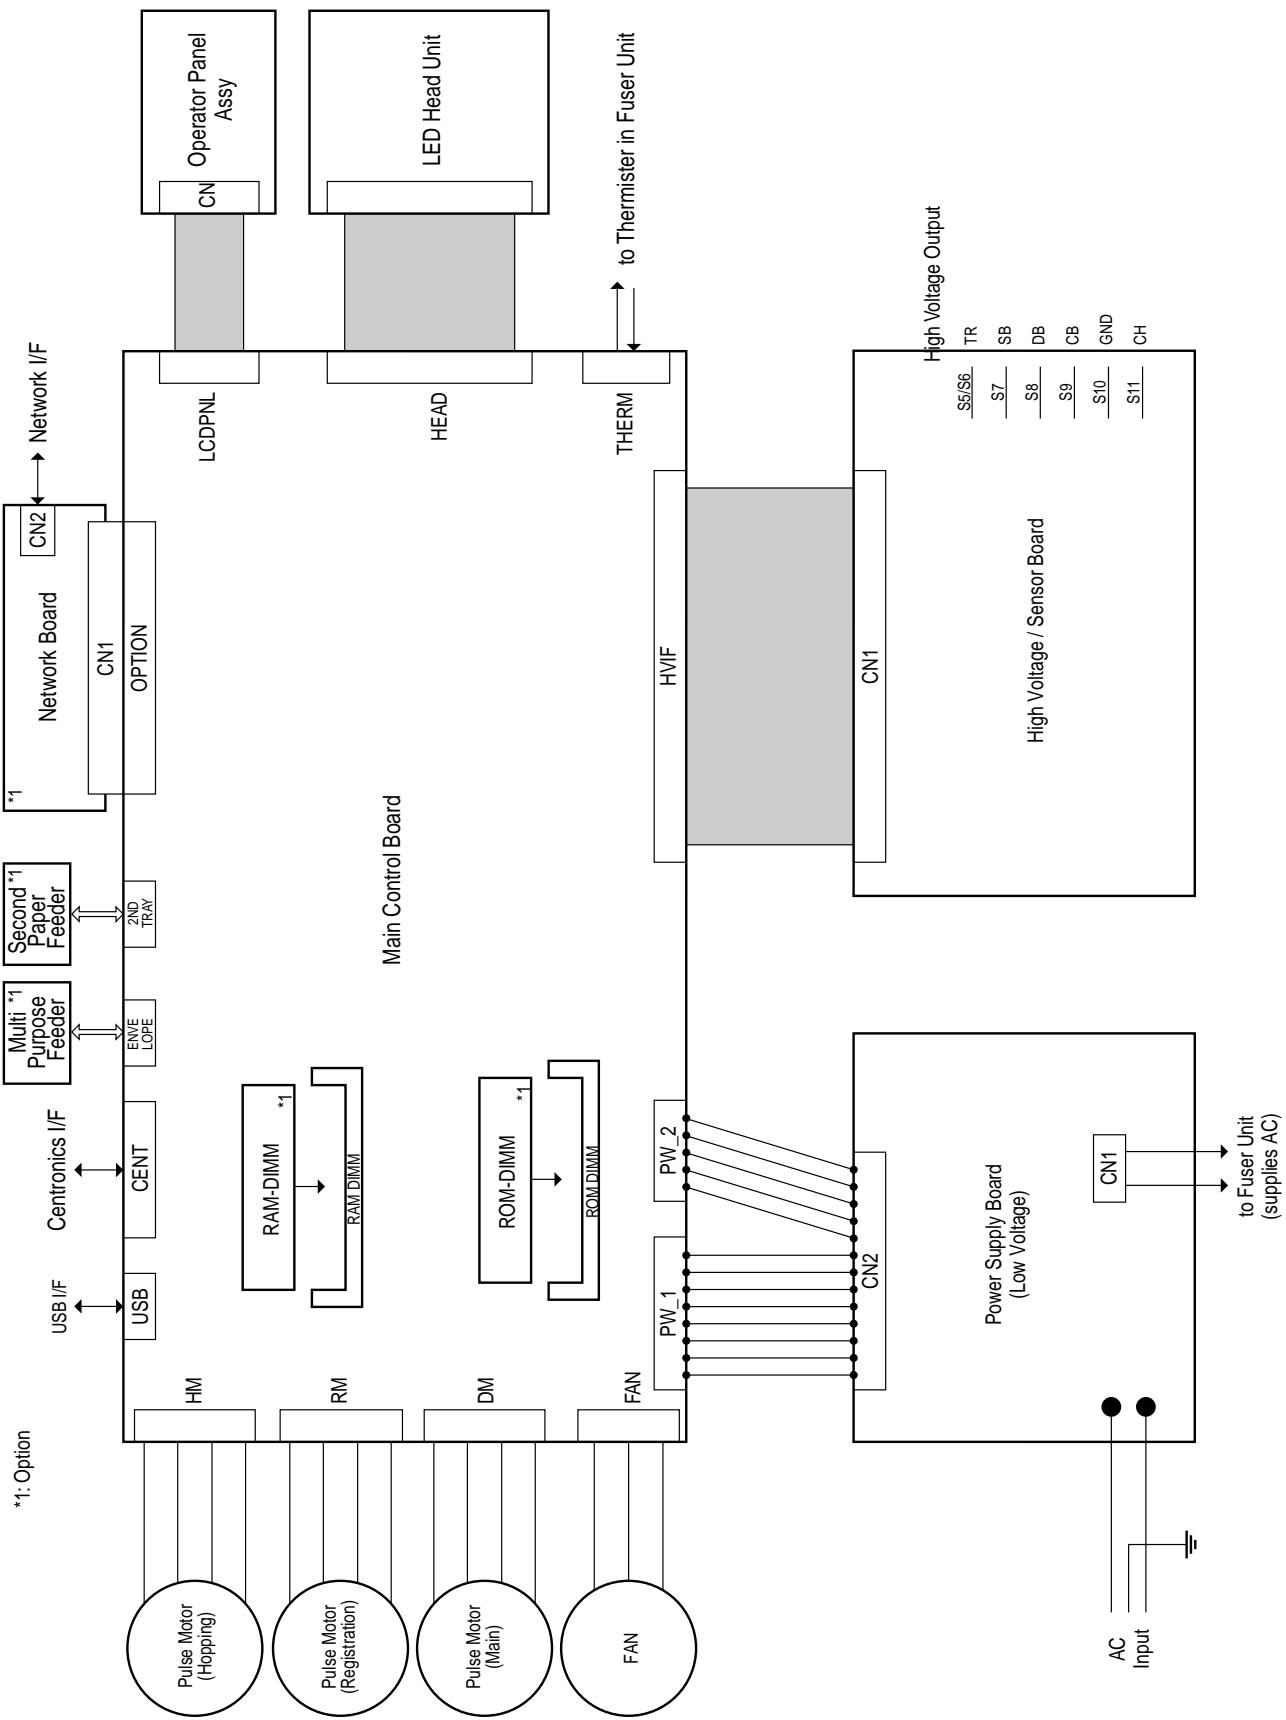 *1: Option
USB I/F
Centronics I/F
Multi *1
Purpose
Feeder
Second *1
Paper
Feeder
*1
Network Board
CN2
Network I/F
CN1
OPTION
USB
CENT
ENVE
LOPE
2ND
TRAY
Pulse Motor
(Hopping)
HM
Pulse Motor
(Registration)
RM
Pulse Motor
(Main)
DM
FAN
FAN
RAM-DIMM
*1
RAM DIMM
ROM-DIMM
*1
ROM DIMM
Main Control Board
LCDPNL
CN
Operator Panel
Assy
HEAD
LED Head Unit
THERM
to Thermister in Fuser Unit
PW_1
PW_2
HVIF
CN2
CN1
Power Supply Board
(Low Voltage)
CN1
to Fuser Unit
(supplies AC)
AC
Input
High Voltage / Sensor Board
High Voltage Output
S5/S6 TR
S7 SB
S8 DB
S9 CB
S10 GND
S11 CH